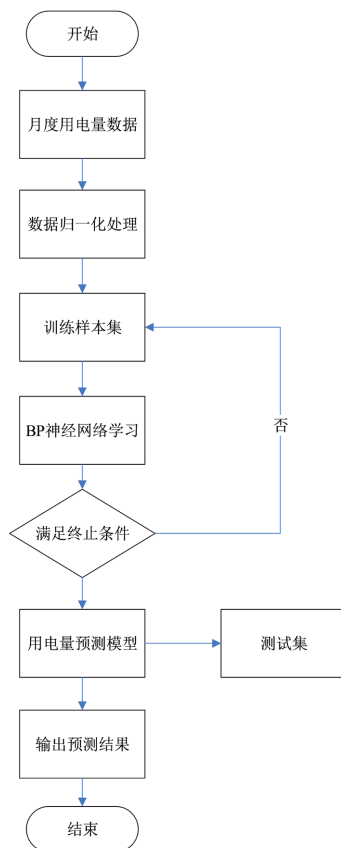 开始
月度用电量数据
数据归一化处理
训练样本集
BP神经网络学习
否
满足终止条件
用电量预测模型
测试集
输出预测结果
结束